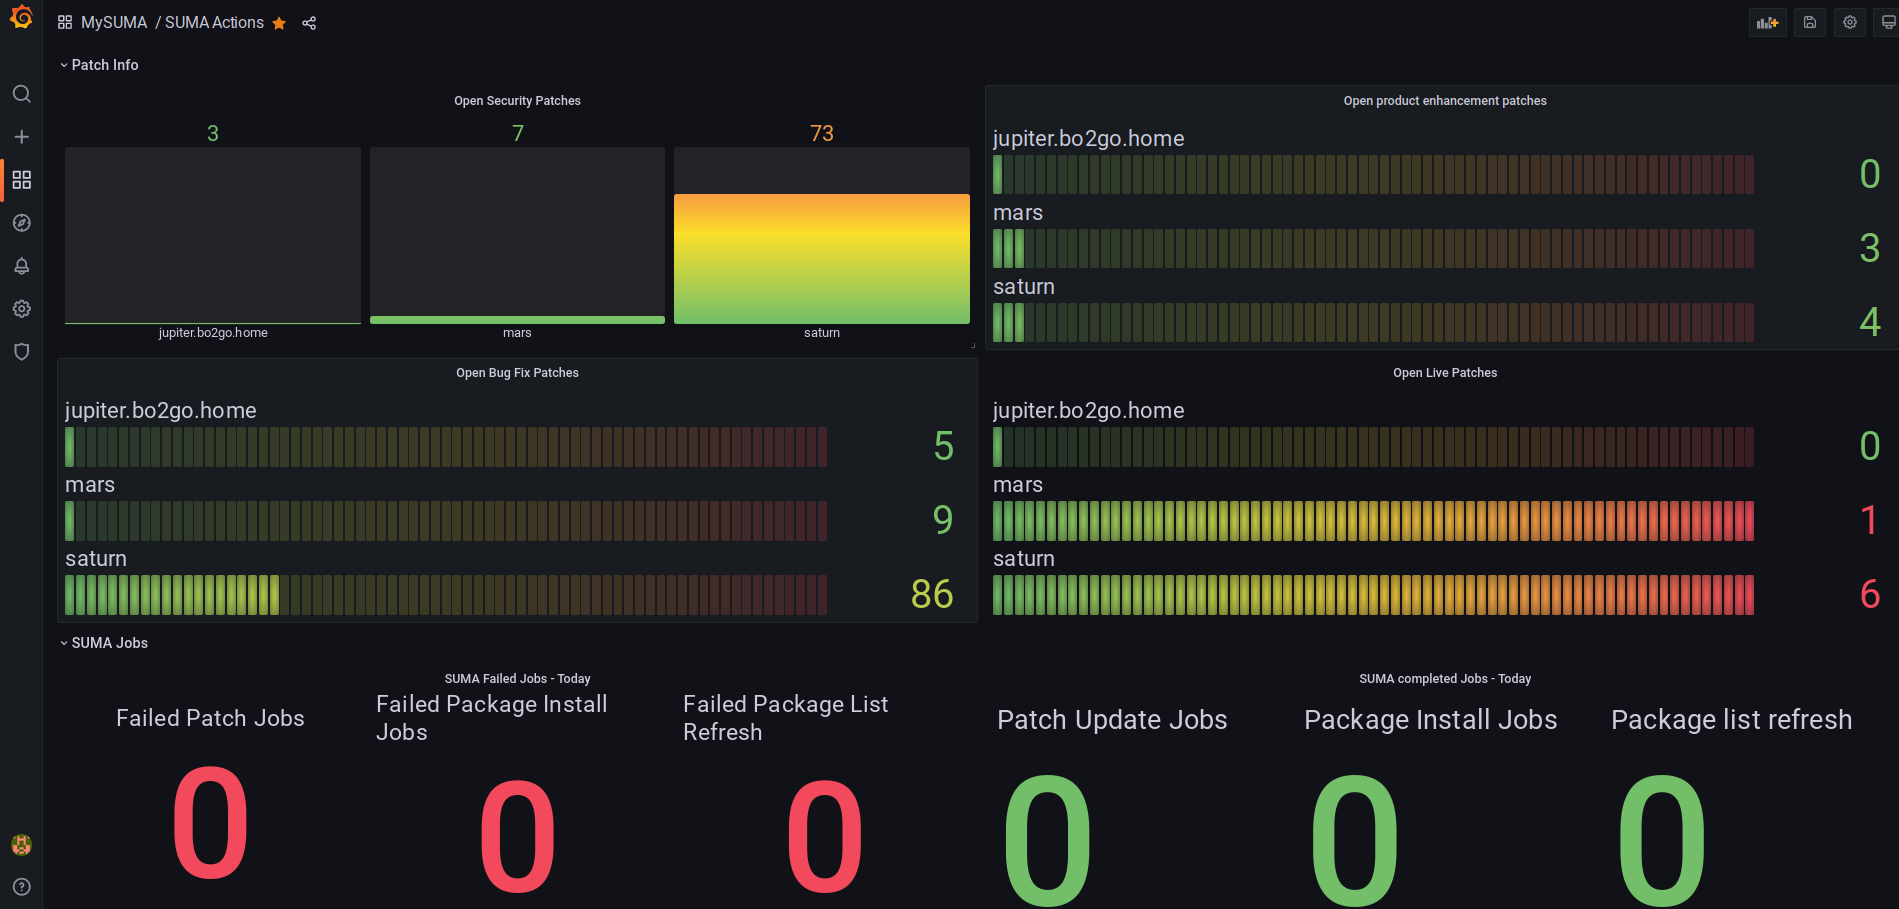 MySUMA / SUMA Actions
Patch Info
Open Security Patches
3
7
73
jupiter.bo2go.home
mars
saturn
Open product enhancement patches
jupiter.bo2go.home
0
mars
3
saturn
4
Open Bug Fix Patches
jupiter.bo2go.home
5
mars
9
saturn
86
Open Live Patches
jupiter.bo2go.home
0
mars
1
saturn
6
SUMA Jobs
SUMA Failed Jobs - Today
Failed Patch Jobs
0
Failed Package Install
Jobs
0
Failed Package List
Refresh
0
SUMA completed Jobs - Today
Patch Update Jobs
0
Package Install Jobs
0
Package list refresh
0